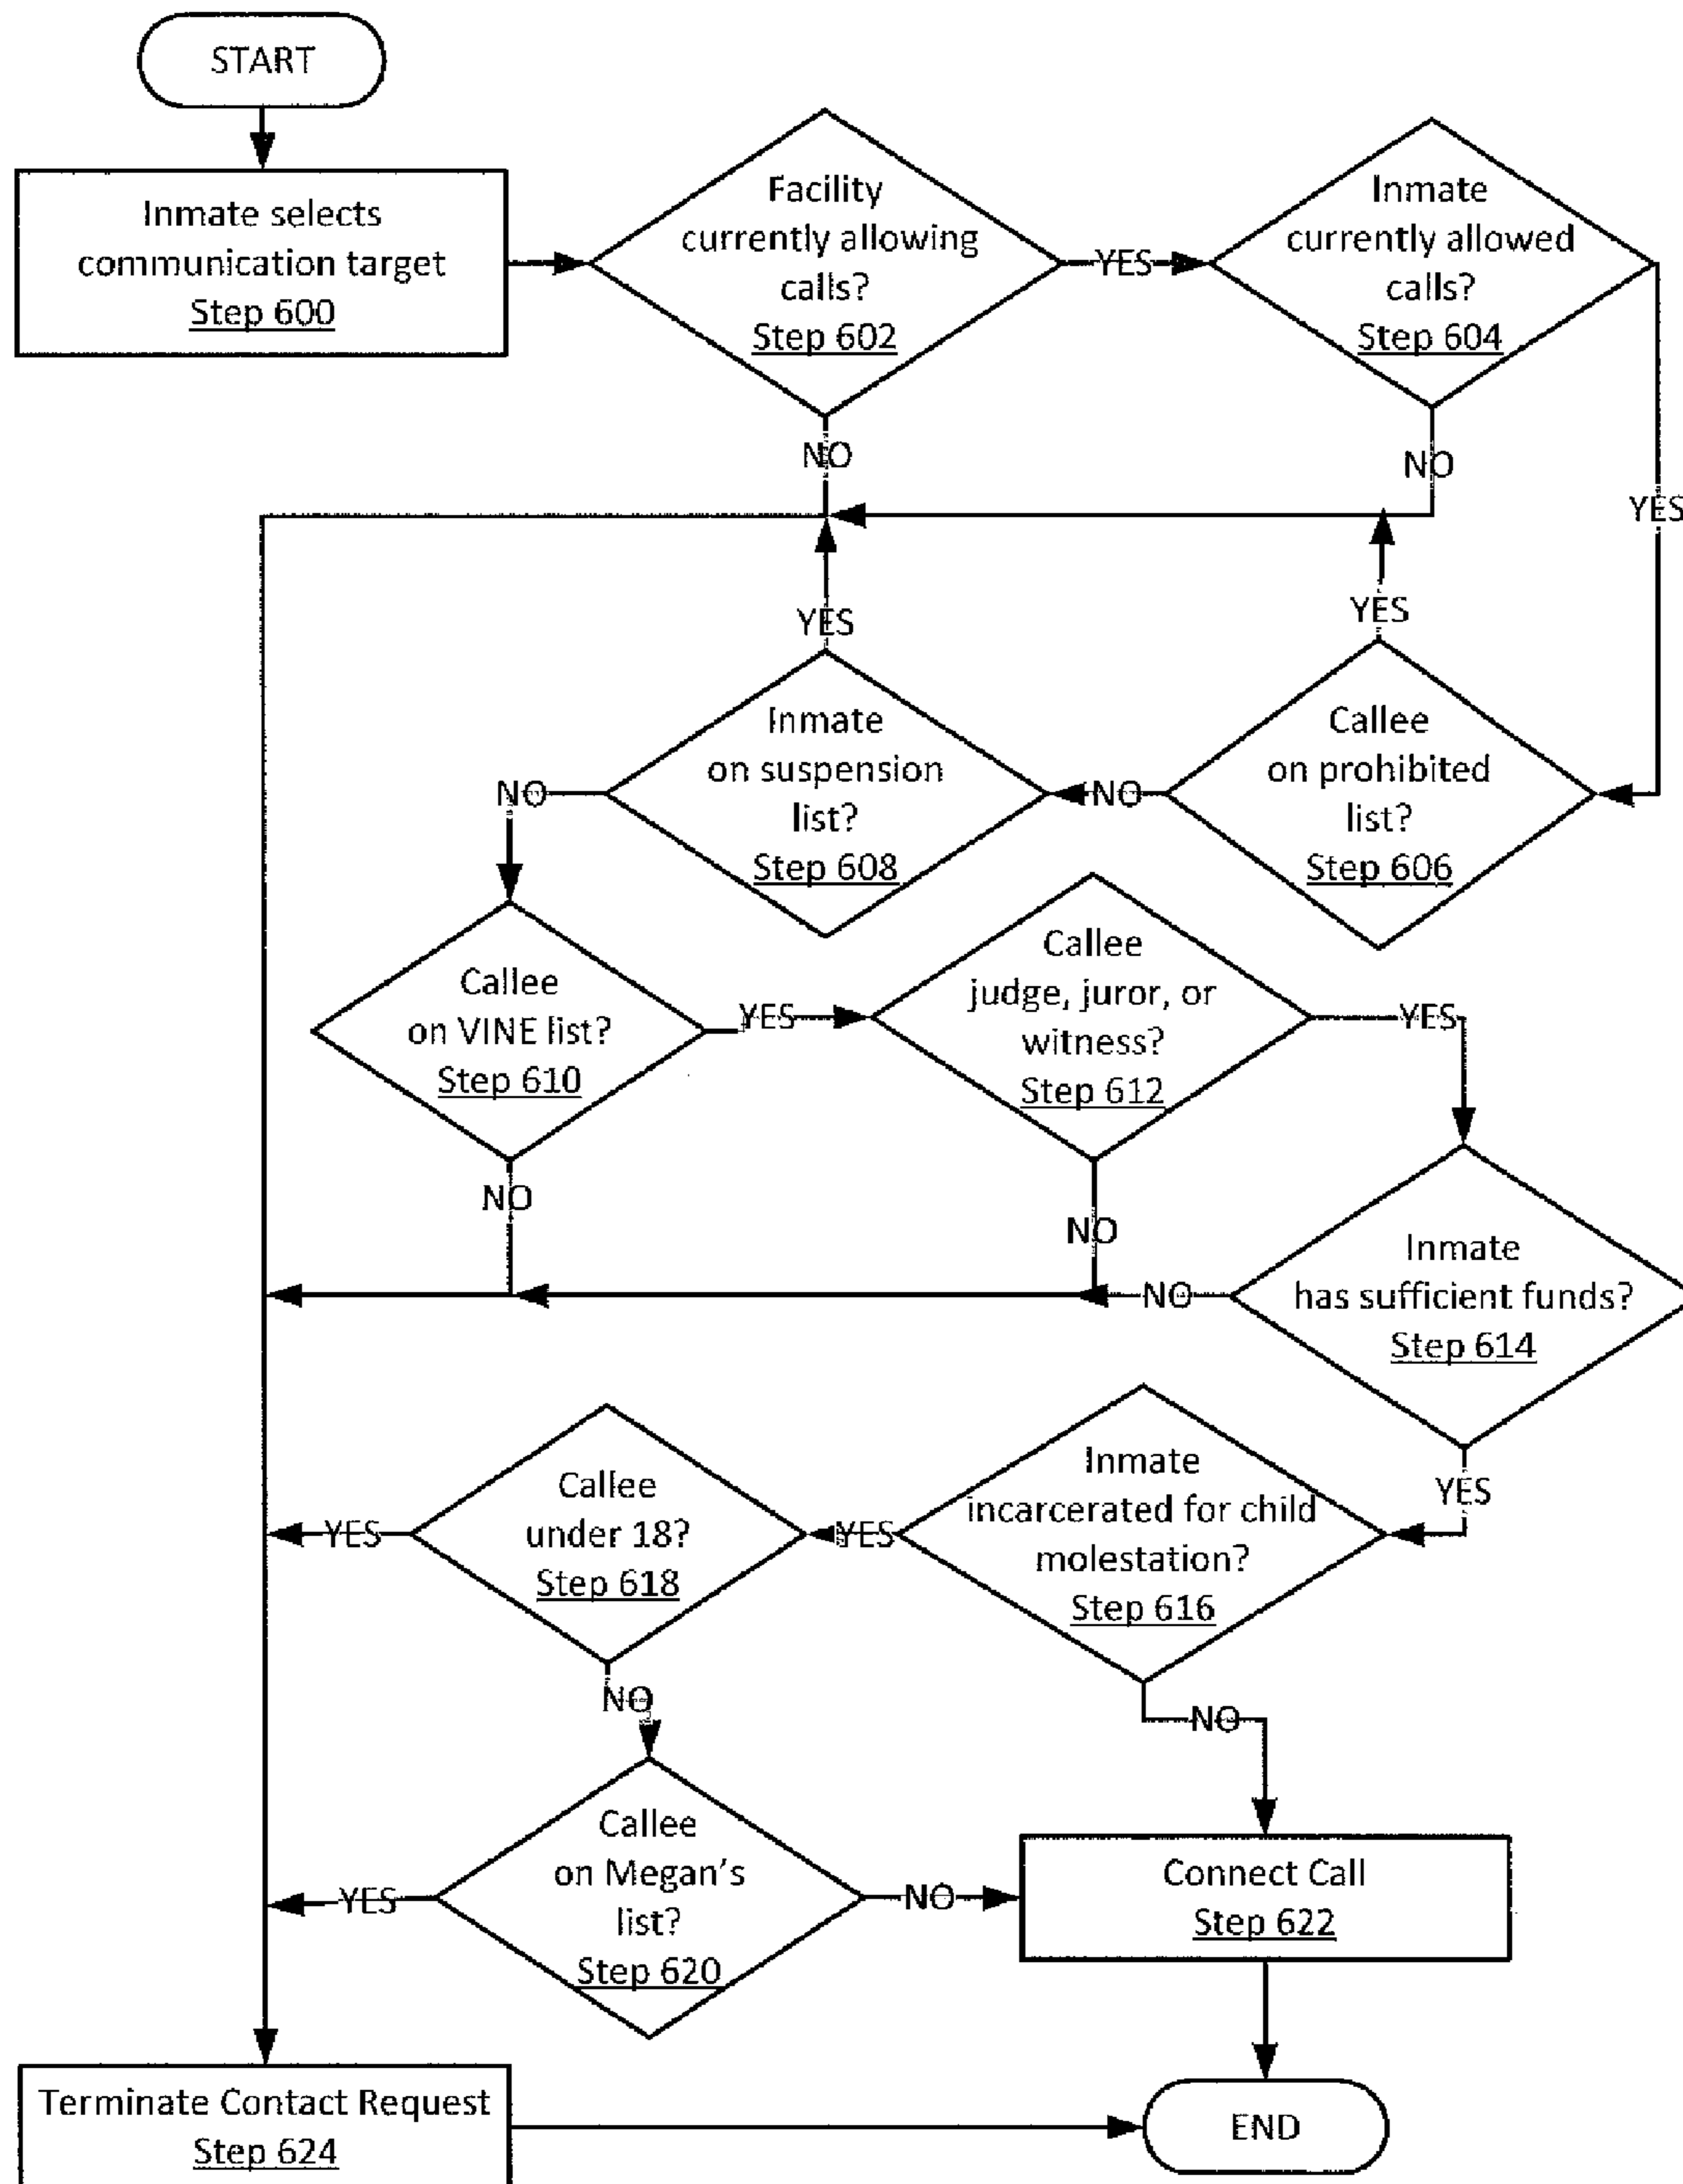 START
Inmate selects
communication target
Step 600
Facility
currently allowing
calls?
Step 602
YES
Inmate
currently allowed
calls?
Step 604
NO
NO
YES
YES
YES
Inmate
on suspension
list?
Step 608
NO
Callee
on prohibited
list?
Step 606
NO
Callee
on VINE list?
Step 610
YES
Callee
judge, juror, or
witness?
Step 612
YES
NO
NO
Inmate
has sufficient funds?
Step 614
NO
YES
Inmate
incarcerated for child
molestation?
Step 616
YES
Callee
under 18?
Step 618
YES
NO
NO
Callee
on Megan's
list?
Step 620
YES
NO
Connect Call
Step 622
Terminate Contact Request
Step 624
END